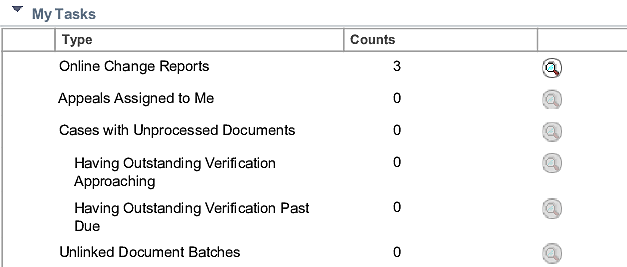 My Tasks
Type Counts
Online Change Reports 3
Appeals Assigned to Me 0
Cases with Unprocessed Documents 0
Having Outstanding Verification 0
Approaching
Having Outstanding Verification Past 0
Due
Unlinked Document Batches 0